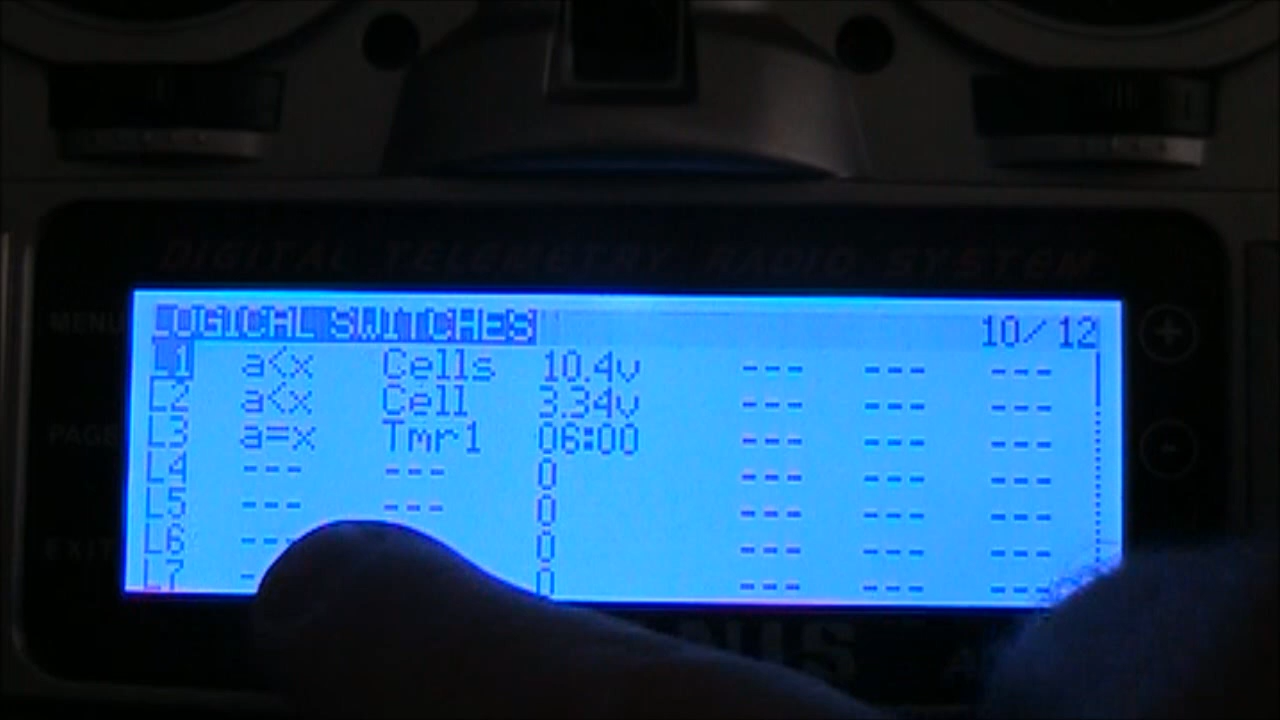 DIGITAL TELEMETRY RADIO SYSTEM
LOGICAL SWITCHES 10/12
L1 a<x Cells 10.4v --- --- ---
L2 a<x Cell 3.34v --- --- ---
L3 a=x Tmr1 06:00 --- --- ---
L4 --- --- 0 --- --- ---
L5 --- --- 0 --- --- ---
L6 --- 0 --- --- ---
L7 - 0 --- --- ---
MENU
PAGE
EXIT
+
-